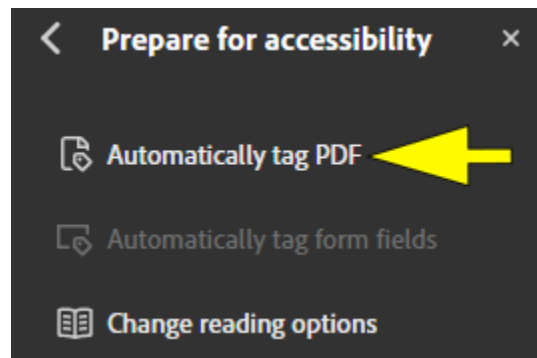 Prepare for accessibility
Automatically tag PDF
Automatically tag form fields
Change reading options